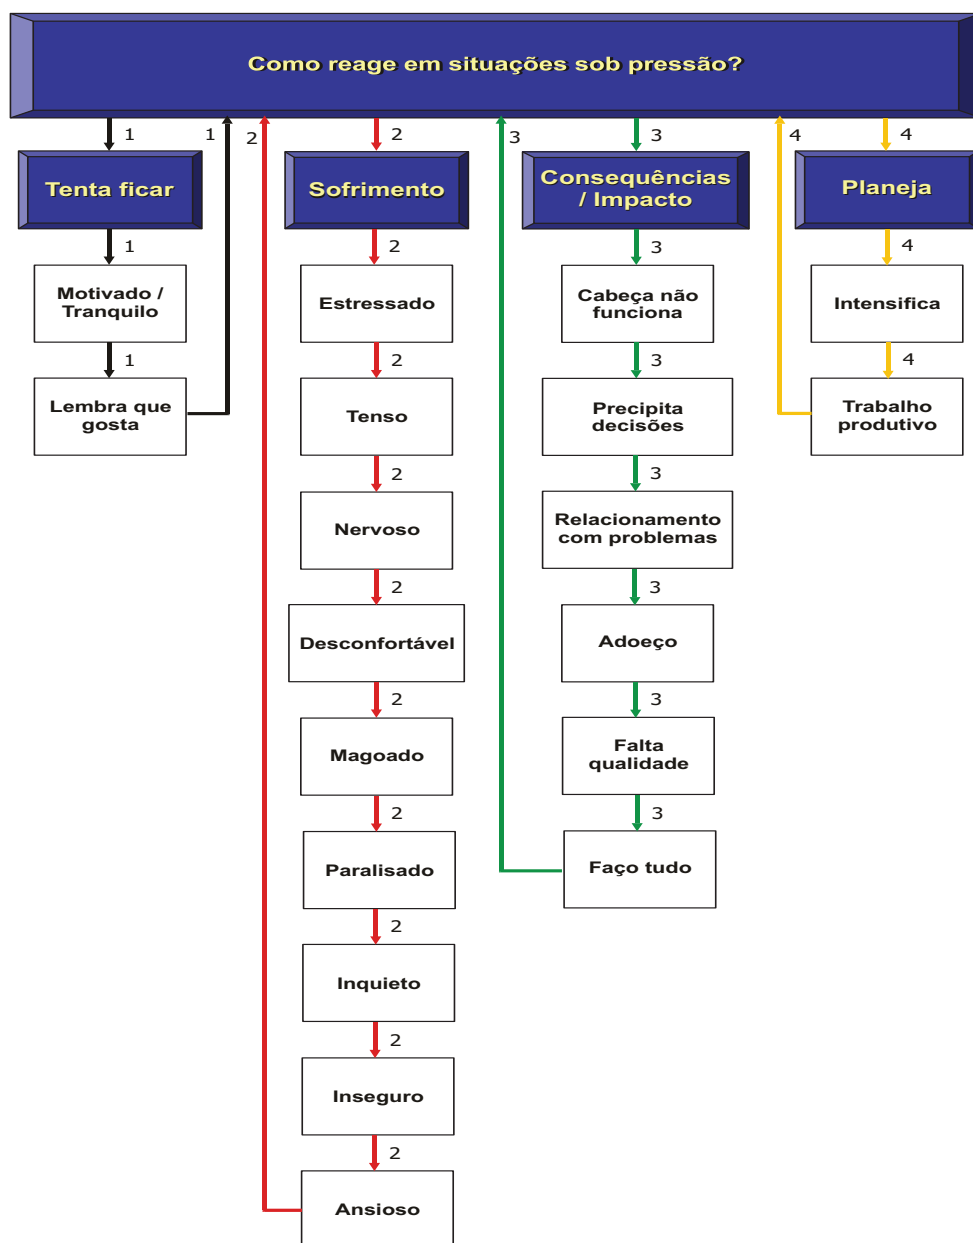 Como reage em situações sob pressão?
1
1
2
2
3
3
4
4
Tenta ficar
Sofrimento
Consequências
/ Impacto
Planeja
1
2
3
4
Motivado /
Tranquilo
Estressado
Cabeça não
funciona
Intensifica
1
2
3
4
Lembra que
gosta
Tenso
Precipita
decisões
Trabalho
produtivo
2
3
Nervoso
Relacionamento
com problemas
2
3
Desconfortável
Adoeço
2
3
Magoado
Falta
qualidade
2
3
Paralisado
Faço tudo
2
Inquieto
2
Inseguro
2
Ansioso